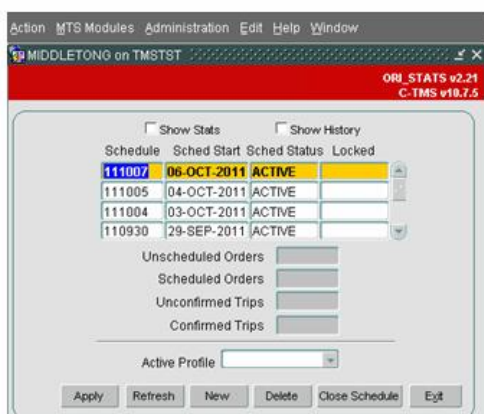 Action MTS Modules Administration Edit Help Window
MIDDLETONG on TMSTST
ORI_STATS v2.21
C-TMS v10.7.5
Show Stats Show History
Schedule Sched Start Sched Status Locked
111007 06-OCT-2011 ACTIVE
111005 04-OCT-2011 ACTIVE
111004 03-OCT-2011 ACTIVE
110930 29-SEP-2011 ACTIVE
Unscheduled Orders
Scheduled Orders
Unconfirmed Trips
Confirmed Trips
Active Profile
Apply Refresh New Delete Close Schedule Exit